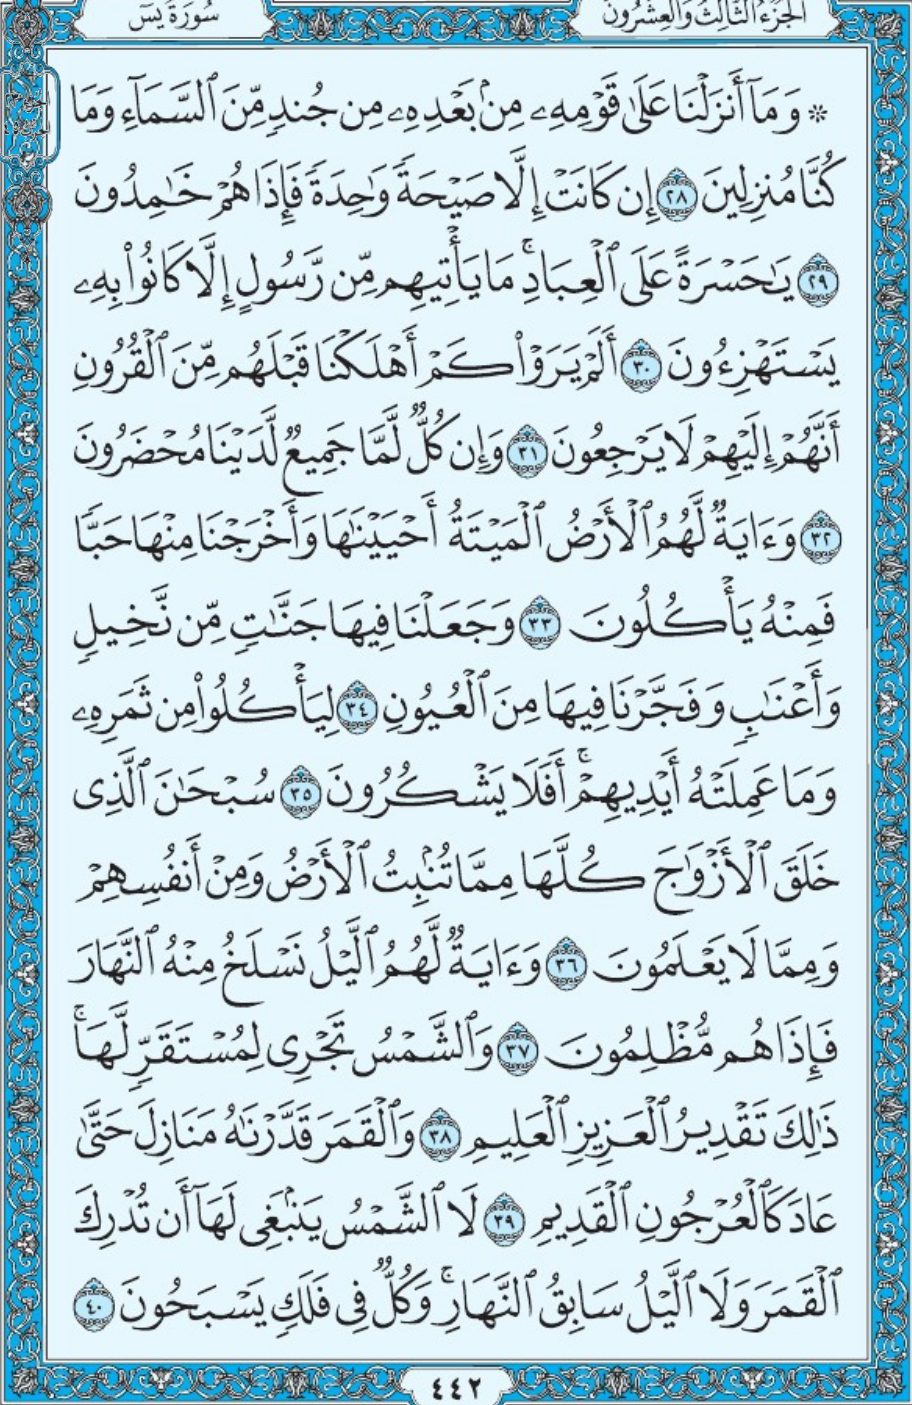 الجزء الثالث والعشرون
سورة يس
۞ وَمَآ أَنزَلْنَا عَلَىٰ قَوْمِهِۦ مِنۢ بَعْدِهِۦ مِن جُندٍ مِّنَ ٱلسَّمَآءِ وَمَا
كُنَّا مُنزِلِينَ ٢٨ إِن كَانَتْ إِلَّا صَيْحَةً وَٰحِدَةً فَإِذَا هُمْ خَـٰمِدُونَ
٢٩ يَـٰحَسْرَةً عَلَى ٱلْعِبَادِۚ مَا يَأْتِيهِم مِّن رَّسُولٍ إِلَّا كَانُوا۟ بِهِۦ
يَسْتَهْزِءُونَ ٣٠ أَلَمْ يَرَوْا۟ كَمْ أَهْلَكْنَا قَبْلَهُم مِّنَ ٱلْقُرُونِ
أَنَّهُمْ إِلَيْهِمْ لَا يَرْجِعُونَ ٣١ وَإِن كُلٌّ لَّمَّا جَمِيعٌ لَّدَيْنَا مُحْضَرُونَ
٣٢ وَءَايَةٌ لَّهُمُ ٱلْأَرْضُ ٱلْمَيْتَةُ أَحْيَيْنَـٰهَا وَأَخْرَجْنَا مِنْهَا حَبًّا
فَمِنْهُ يَأْكُلُونَ ٣٣ وَجَعَلْنَا فِيهَا جَنَّـٰتٍ مِّن نَّخِيلٍ
وَأَعْنَـٰبٍ وَفَجَّرْنَا فِيهَا مِنَ ٱلْعُيُونِ ٣٤ لِيَأْكُلُوا۟ مِن ثَمَرِهِۦ
وَمَا عَمِلَتْهُ أَيْدِيهِمْۚ أَفَلَا يَشْكُرُونَ ٣٥ سُبْحَـٰنَ ٱلَّذِى
خَلَقَ ٱلْأَزْوَٰجَ كُلَّهَا مِمَّا تُنۢبِتُ ٱلْأَرْضُ وَمِنْ أَنفُسِهِمْ
وَمِمَّا لَا يَعْلَمُونَ ٣٦ وَءَايَةٌ لَّهُمُ ٱلَّيْلُ نَسْلَخُ مِنْهُ ٱلنَّهَارَ
فَإِذَا هُم مُّظْلِمُونَ ٣٧ وَٱلشَّمْسُ تَجْرِى لِمُسْتَقَرٍّ لَّهَاۚ
ذَٰلِكَ تَقْدِيرُ ٱلْعَزِيزِ ٱلْعَلِيمِ ٣٨ وَٱلْقَمَرَ قَدَّرْنَـٰهُ مَنَازِلَ حَتَّىٰ
عَادَ كَٱلْعُرْجُونِ ٱلْقَدِيمِ ٣٩ لَا ٱلشَّمْسُ يَنۢبَغِى لَهَآ أَن تُدْرِكَ
ٱلْقَمَرَ وَلَا ٱلَّيْلُ سَابِقُ ٱلنَّهَارِۚ وَكُلٌّ فِى فَلَكٍ يَسْبَحُونَ ٤٠
٤٤٢